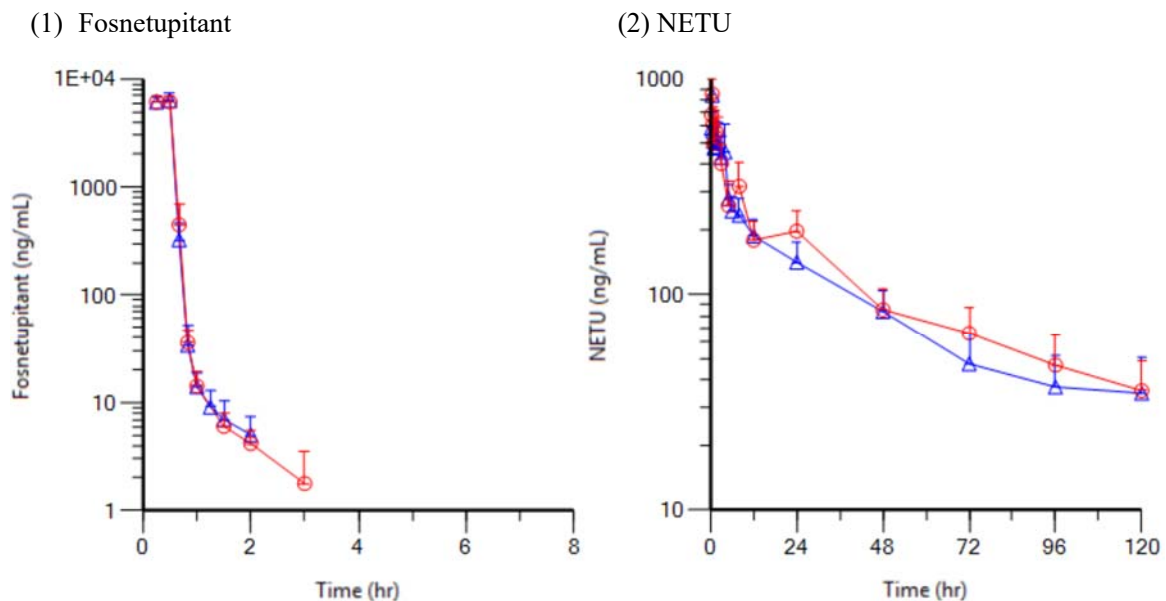 (1) Fosnetupitant
(2) NETU
1E+04
1000
100
10
1
Fosnetupitant (ng/mL)
0 2 4 6 8
Time (hr)
1000
100
10
NETU (ng/mL)
0 24 48 72 96 120
Time (hr)